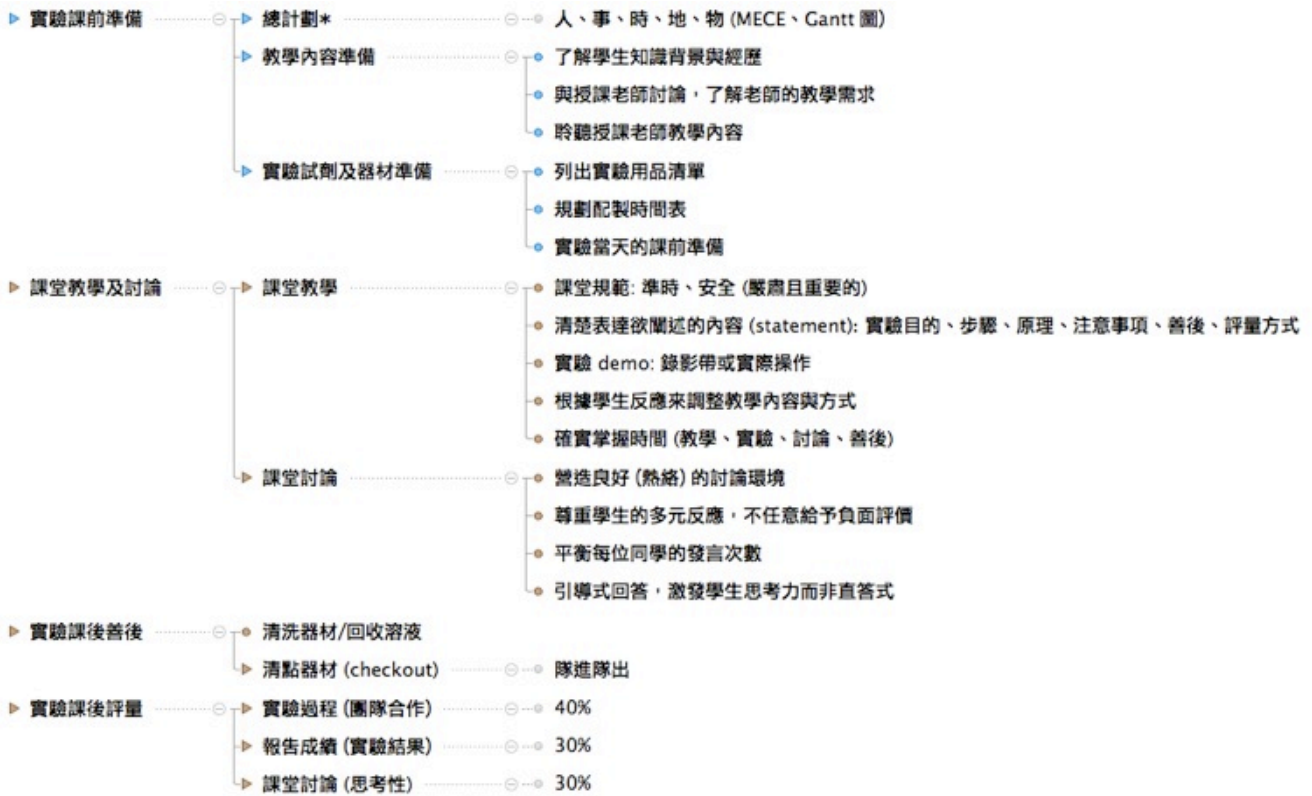 實驗課前準備 總計劃* 人、事、時、地、物 (MECE、Gantt 圖)
教學內容準備 了解學生知識背景與經歷
與授課老師討論，了解老師的教學需求
聆聽授課老師教學內容
實驗試劑及器材準備 列出實驗用品清單
規劃配製時間表
實驗當天的課前準備
課堂教學及討論 課堂教學 課堂規範: 準時、安全 (嚴肅且重要的)
清楚表達欲闡述的內容 (statement): 實驗目的、步驟、原理、注意事項、善後、評量方式
實驗 demo: 錄影帶或實際操作
根據學生反應來調整教學內容與方式
確實掌握時間 (教學、實驗、討論、善後)
課堂討論 營造良好 (熱絡) 的討論環境
尊重學生的多元反應，不任意給予負面評價
平衡每位同學的發言次數
引導式回答，激發學生思考力而非直答式
實驗課後善後 清洗器材/回收溶液
清點器材 (checkout) 隊進隊出
實驗課後評量 實驗過程 (團隊合作) 40%
報告成績 (實驗結果) 30%
課堂討論 (思考性) 30%